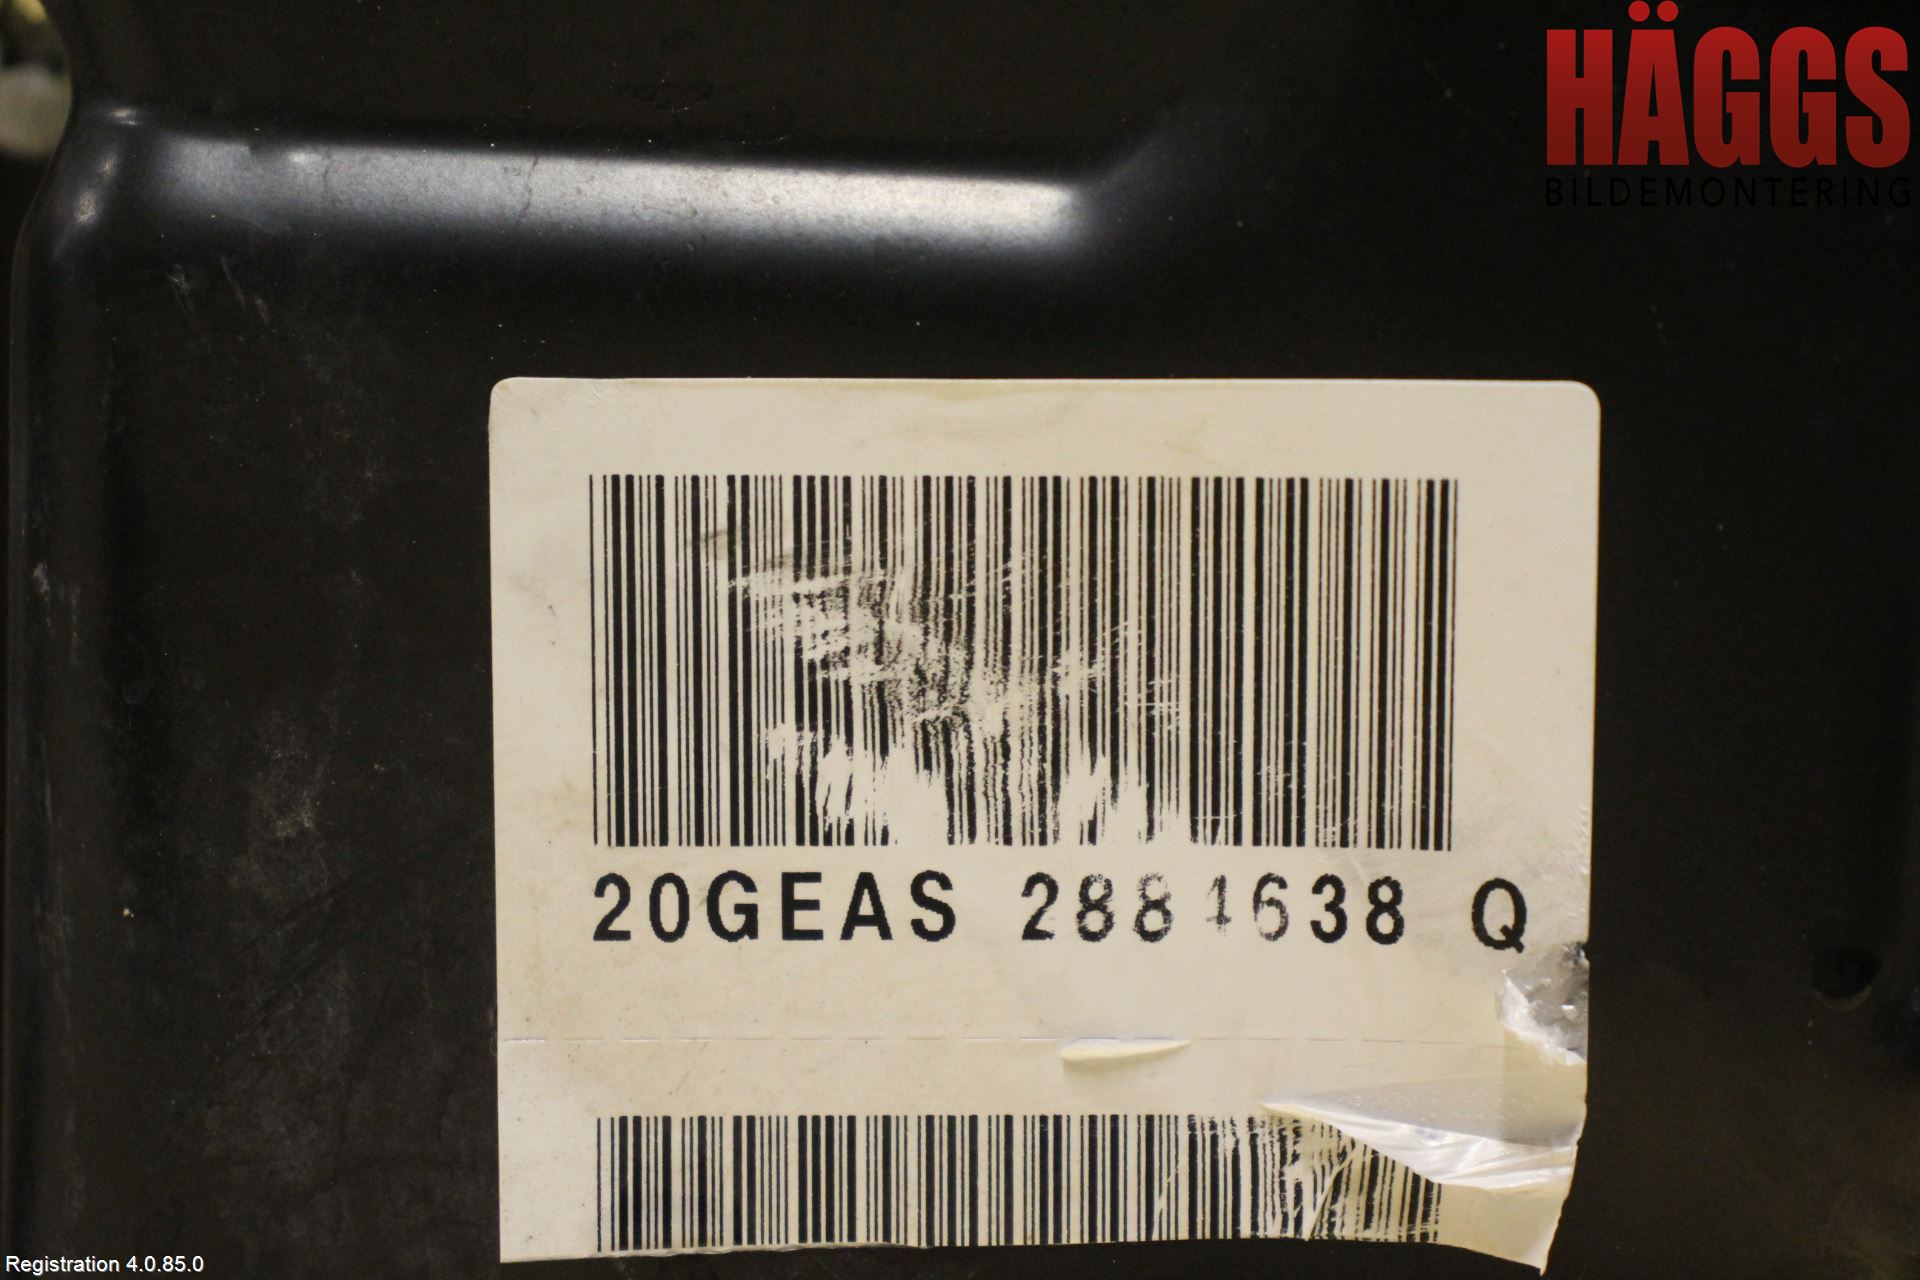 HÄGGS
BILDEMONTERING
20GEAS 2881638 Q
Registration 4.0.85.0